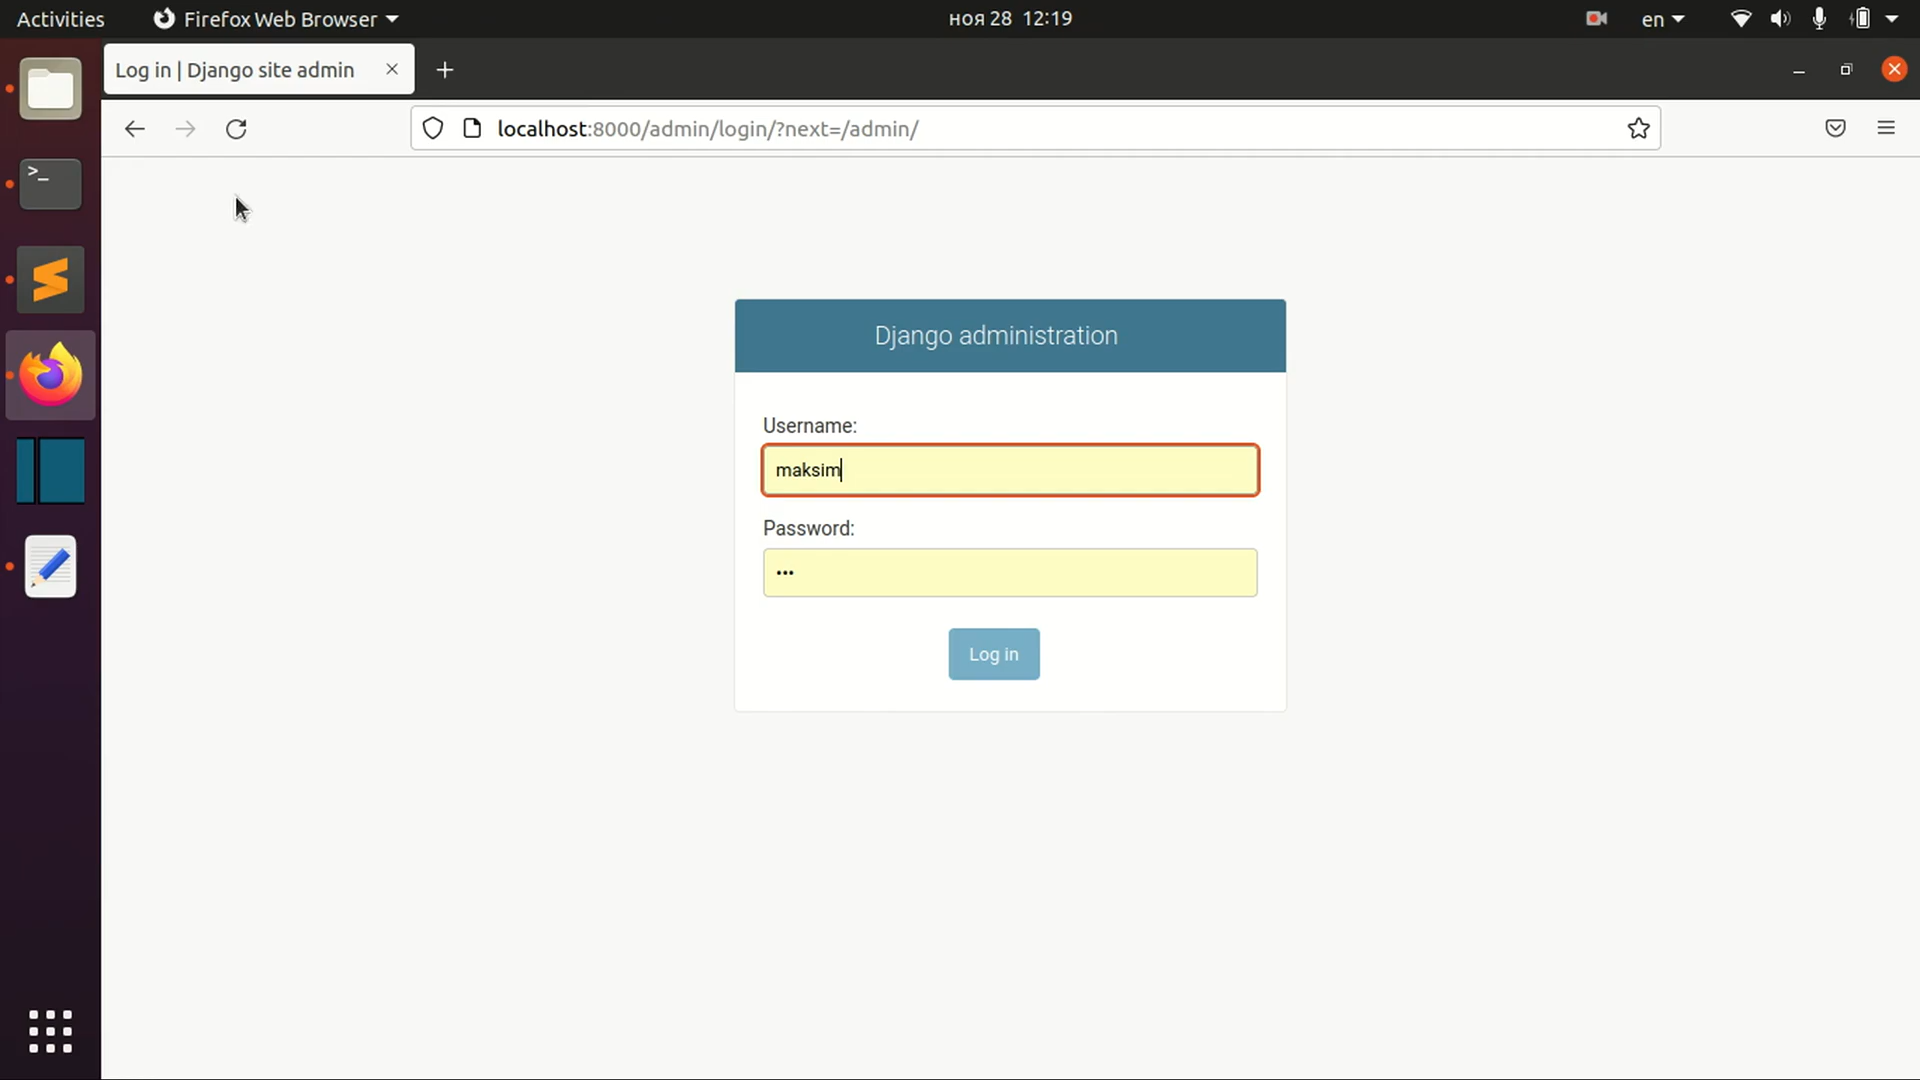 Activities
Firefox Web Browser
ноя 28 12:19
en
Log in | Django site admin
localhost:8000/admin/login/?next=/admin/
Django administration
Username:
maksim
Password:
•••
Log in